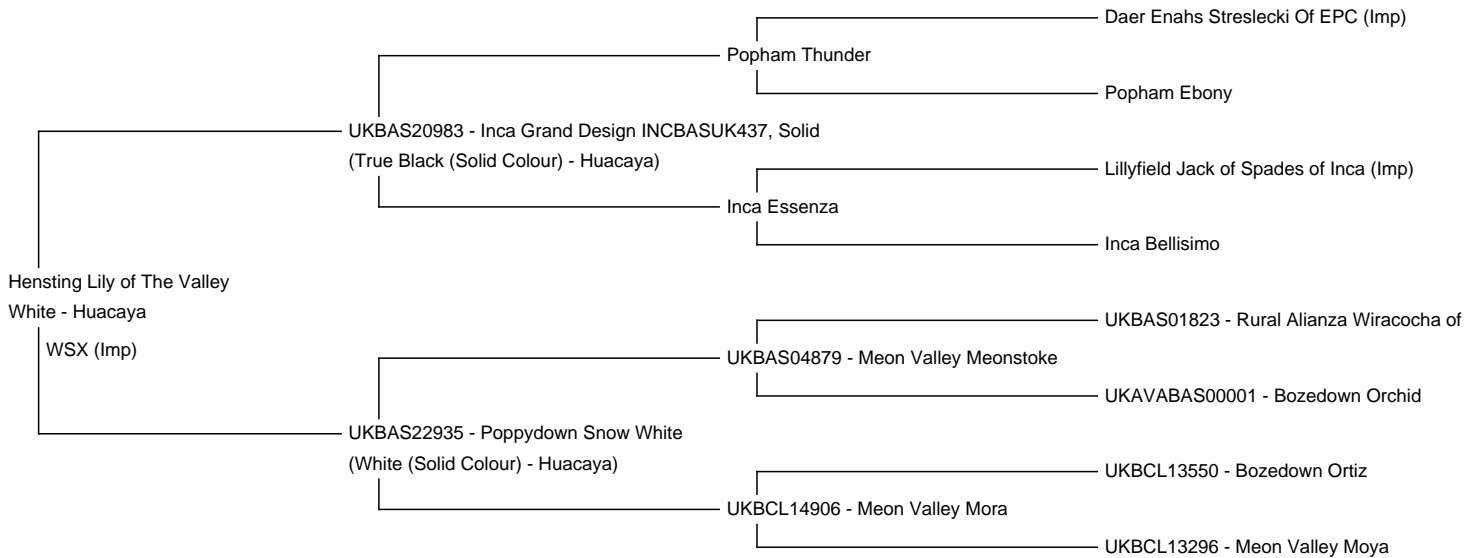 Daer Enahs Streslecki Of EPC (Imp)
Popham Thunder
Popham Ebony
UKBAS20983 - Inca Grand Design INCBASUK437, Solid
(True Black (Solid Colour) - Huacaya)
Lillyfield Jack of Spades of Inca (Imp)
Inca Essenza
Inca Bellisimo
Hensting Lily of The Valley
White - Huacaya
WSX (Imp)
UKBAS01823 - Rural Alianza Wiracocha of
UKBAS04879 - Meon Valley Meonstoke
UKAVABAS00001 - Bozedown Orchid
UKBAS22935 - Poppydown Snow White
(White (Solid Colour) - Huacaya)
UKBCL13550 - Bozedown Ortiz
UKBCL14906 - Meon Valley Mora
UKBCL13296 - Meon Valley Moya